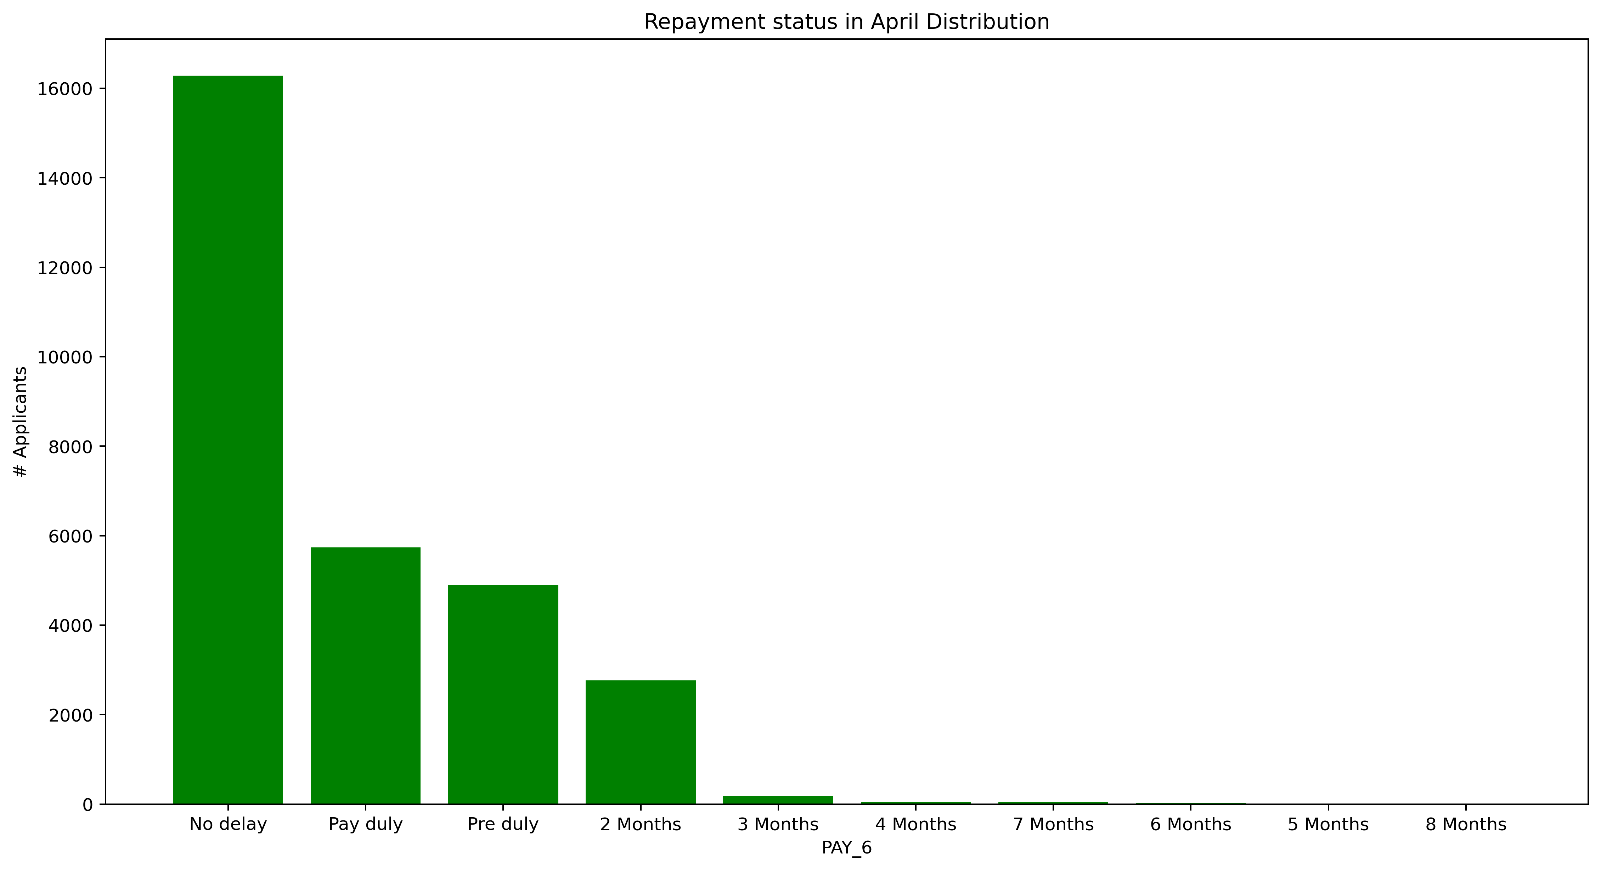 Repayment status in April Distribution
16000
14000
12000
10000
8000
6000
4000
2000
0
# Applicants
No delay Pay duly Pre duly 2 Months 3 Months 4 Months 7 Months 6 Months 5 Months 8 Months
PAY_6